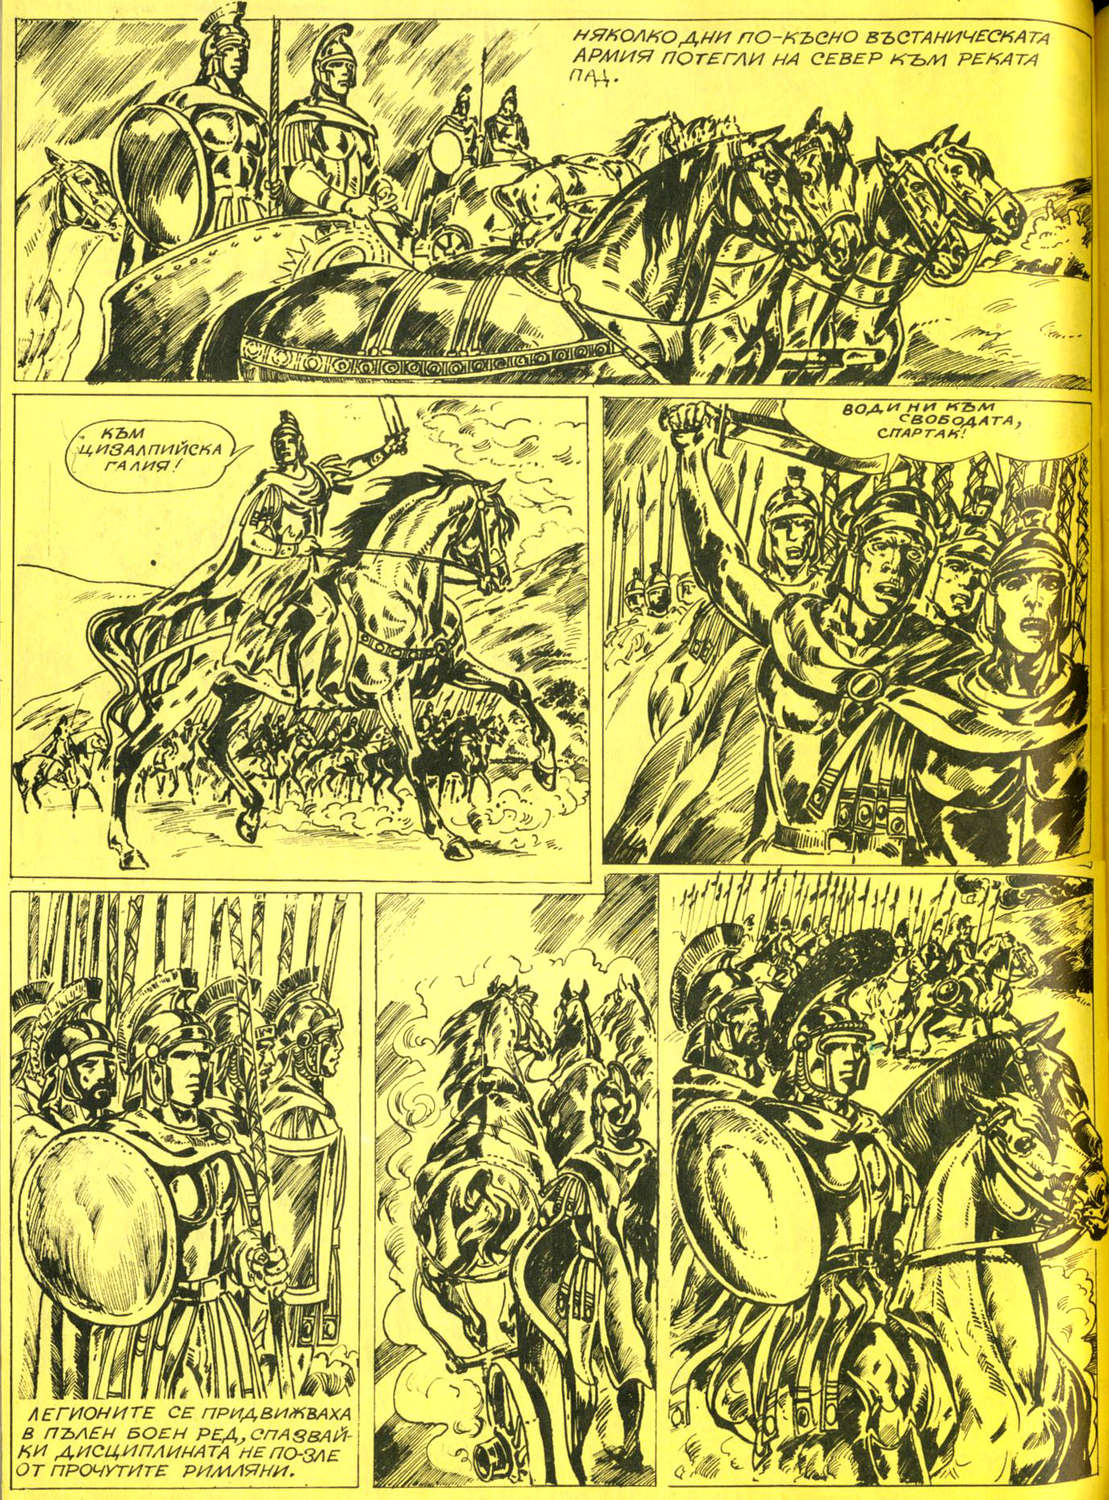 НЯКОЛКО ДНИ ПО-КЪСНО ВЪСТАНИЧЕСКАТА
АРМИЯ ПОТЕГЛИ НА СЕВЕР КЪМ РЕКАТА
ПАД.
КЪМ
ЦИЗАЛПИЙСКА
ГАЛИЯ!
ВОДИ НИ КЪМ
СВОБОДАТА,
СПАРТАК!
ЛЕГИОНИТЕ СЕ ПРИДВИЖВАХА
В ПЪЛЕН БОЕН РЕД, СПАЗВАЙ-
КИ ДИСЦИПЛИНАТА НЕ ПО-ЗЛЕ
ОТ ПРОЧУТИТЕ РИМЛЯНИ.